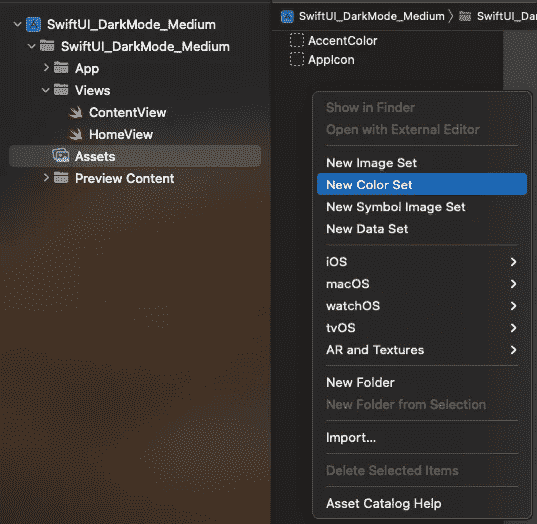 SwiftUI_DarkMode_Medium
SwiftUI_DarkMode_Medium
App
Views
ContentView
HomeView
Assets
Preview Content
SwiftUI_DarkMode_Medium
SwiftUI_Dark
AccentColor
AppIcon
Show in Finder
Open with External Editor
New Image Set
New Color Set
New Symbol Image Set
New Data Set
iOS
macOS
watchOS
tvOS
AR and Textures
New Folder
New Folder from Selection
Import...
Delete Selected Items
Asset Catalog Help